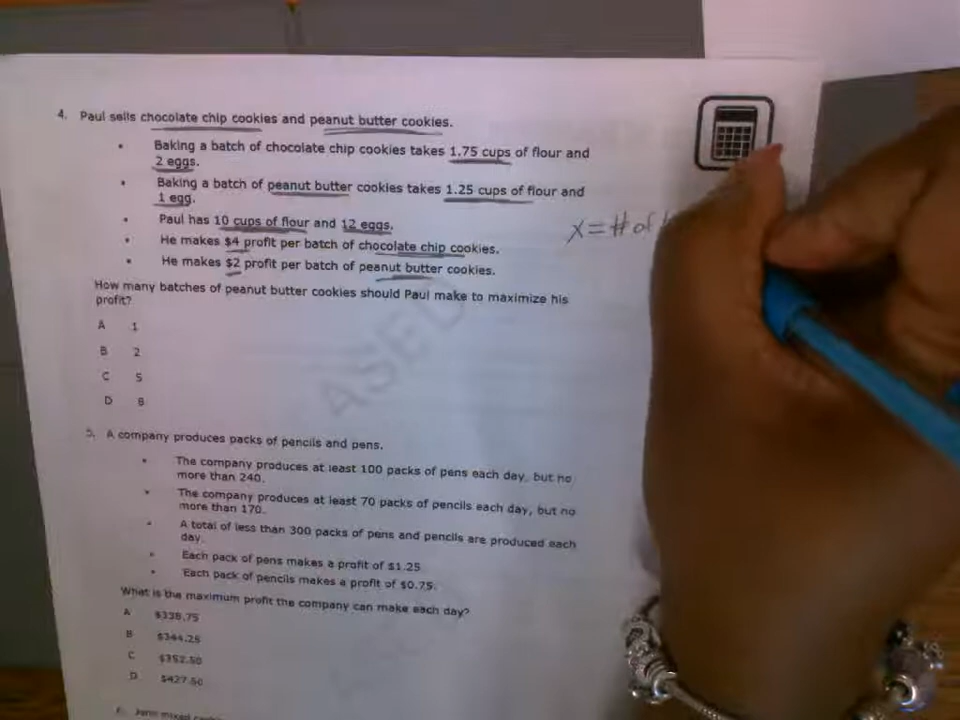 4. Paul sells chocolate chip cookies and peanut butter cookies.
• Baking a batch of chocolate chip cookies takes 1.75 cups of flour and
2 eggs.
• Baking a batch of peanut butter cookies takes 1.25 cups of flour and
1 egg.
• Paul has 10 cups of flour and 12 eggs.
• He makes $4 profit per batch of chocolate chip cookies.
• He makes $2 profit per batch of peanut butter cookies.
x = # of
How many batches of peanut butter cookies should Paul make to maximize his
profit?
A 1
B 2
C 5
D 8
ASED
5. A company produces packs of pencils and pens.
• The company produces at least 100 packs of pens each day, but no
more than 240.
• The company produces at least 70 packs of pencils each day, but no
more than 170.
• A total of less than 300 packs of pens and pencils are produced each
day.
• Each pack of pens makes a profit of $1.25
• Each pack of pencils makes a profit of $0.75.
What is the maximum profit the company can make each day?
A $338.75
B $344.25
C $352.50
D $427.50
mixed